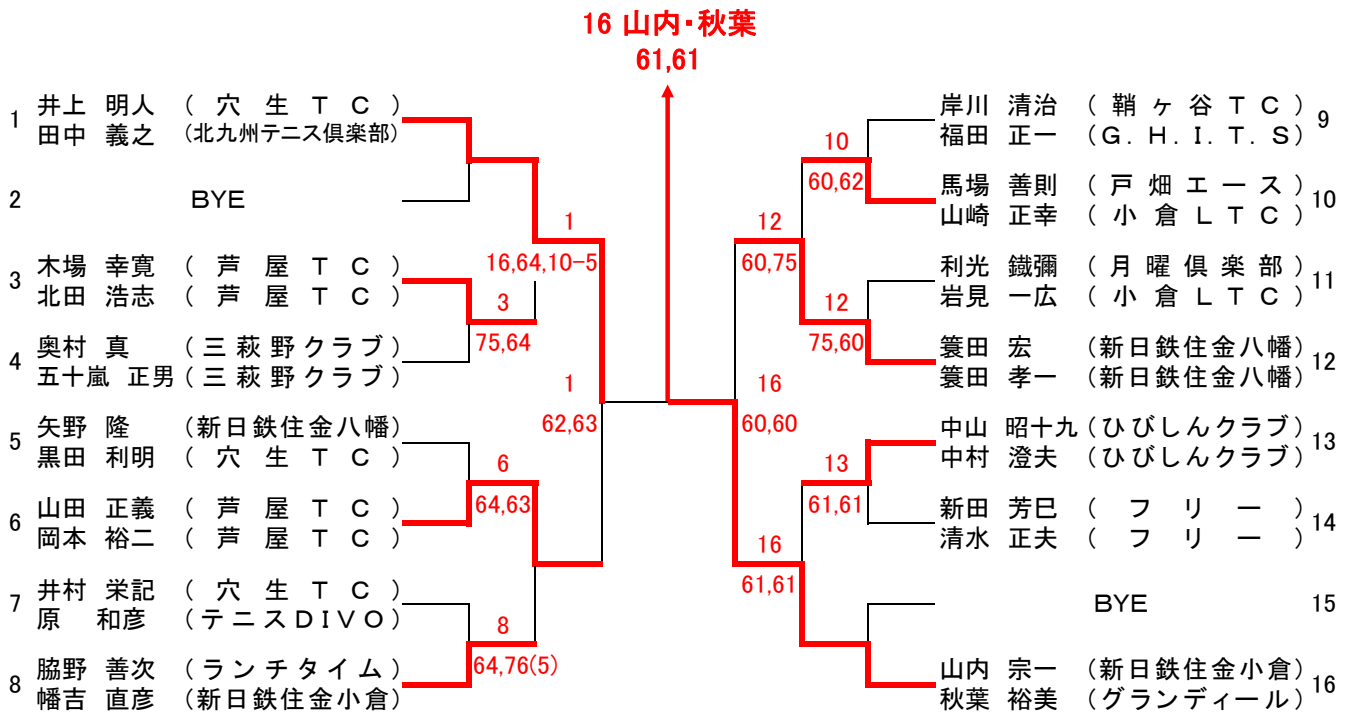 16 山内・秋葉
61,61
1 井上 明人 (穴生TC)
田中 義之 (北九州テニス倶楽部)
2 BYE
3 木場 幸寛 (芦屋TC)
北田 浩志 (芦屋TC)
4 奥村 真 (三萩野クラブ)
五十嵐 正男 (三萩野クラブ)
5 矢野 隆 (新日鉄住金八幡)
黒田 利明 (穴生TC)
6 山田 正義 (芦屋TC)
岡本 裕二 (芦屋TC)
7 井村 栄記 (穴生TC)
原 和彦 (テニスDIVO)
8 脇野 善次 (ランチタイム)
幡吉 直彦 (新日鉄住金小倉)
3
75,64
6
64,63
8
64,76(5)
1
16,64,10-5
1
62,63
12
60,75
16
60,60
10
60,62
12
75,60
13
61,61
16
61,61
岸川 清治 (鞘ヶ谷TC) 9
福田 正一 (G.H.I.T.S)
馬場 善則 (戸畑エース) 10
山崎 正幸 (小倉LTC)
利光 鐡彌 (月曜倶楽部) 11
岩見 一広 (小倉LTC)
簑田 宏 (新日鉄住金八幡) 12
簑田 孝一 (新日鉄住金八幡)
中山 昭十九 (ひびしんクラブ) 13
中村 澄夫 (ひびしんクラブ)
新田 芳巳 (フリー) 14
清水 正夫 (フリー)
BYE 15
山内 宗一 (新日鉄住金小倉) 16
秋葉 裕美 (グランディール)